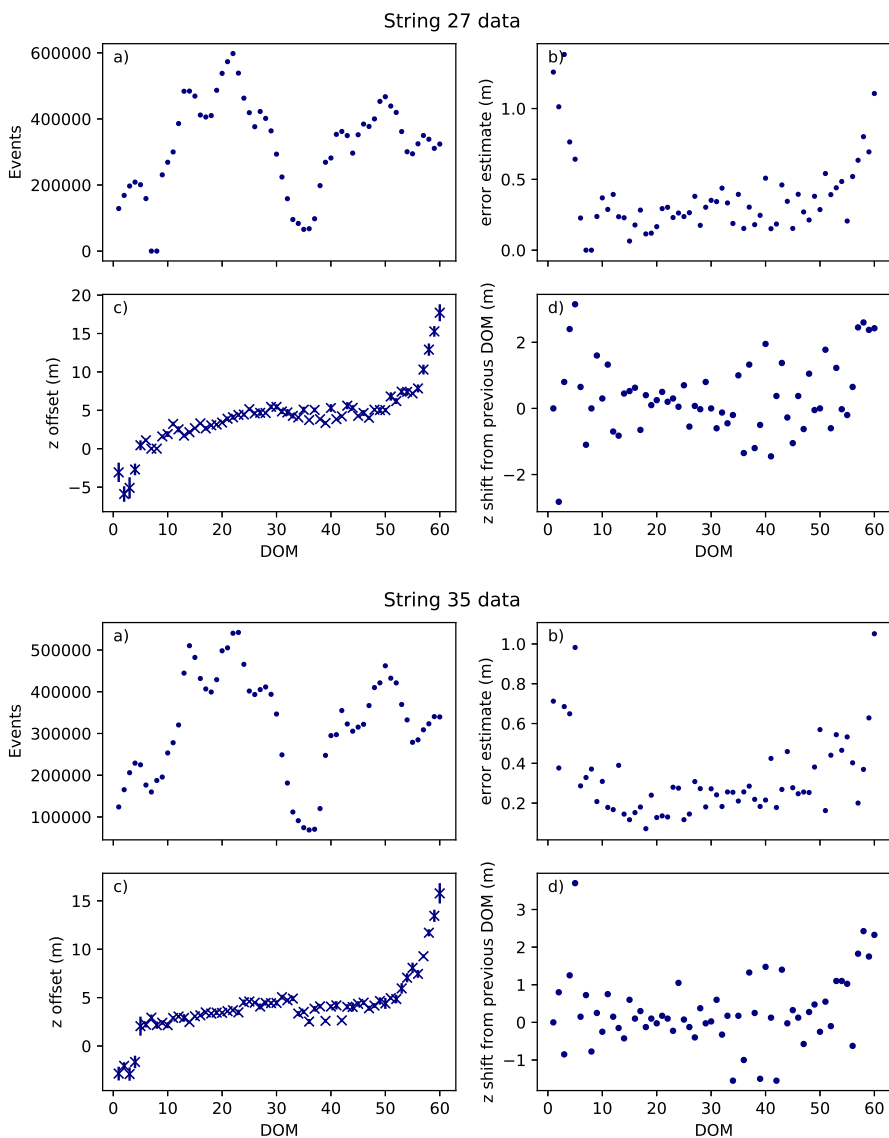 String 27 data
a)
600000
400000
200000
0
Events
b)
1.0
0.5
0.0
error estimate (m)
c)
20
15
10
5
0
−5
z offset (m)
0 10 20 30 40 50 60
DOM
d)
2
0
−2
z shift from previous DOM (m)
0 10 20 30 40 50 60
DOM
String 35 data
a)
500000
400000
300000
200000
100000
Events
b)
1.0
0.8
0.6
0.4
0.2
error estimate (m)
c)
15
10
5
0
z offset (m)
0 10 20 30 40 50 60
DOM
d)
3
2
1
0
−1
z shift from previous DOM (m)
0 10 20 30 40 50 60
DOM